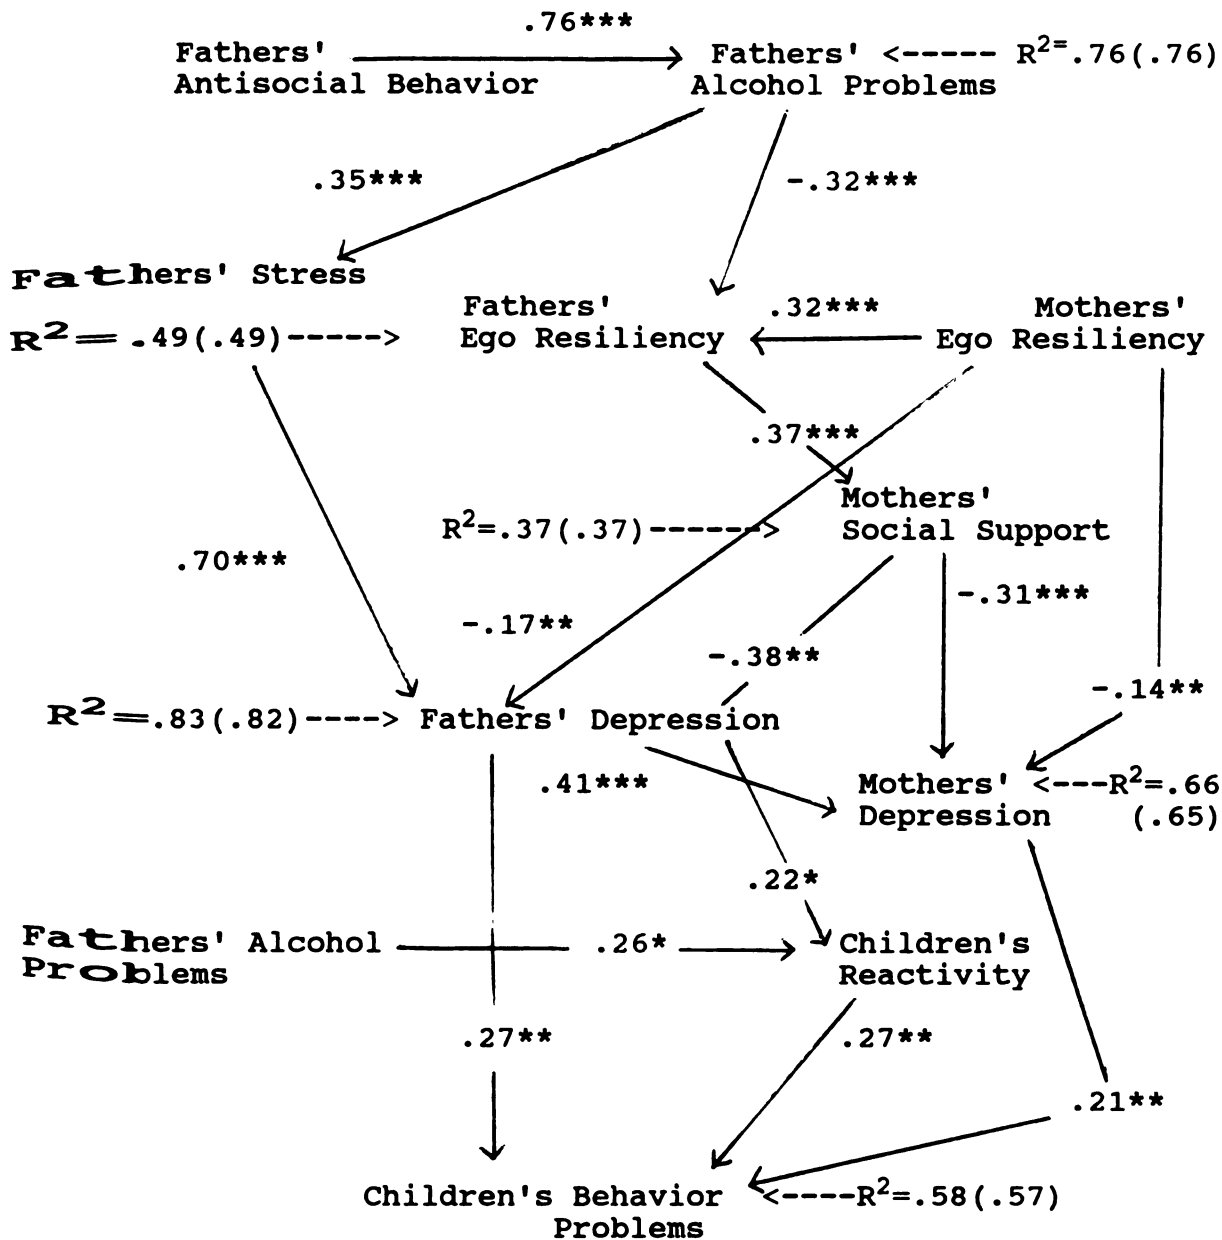 .76***
Fathers' Fathers' <----- R²=.76(.76)
Antisocial Behavior Alcohol Problems
.35*** -.32***
Fathers' Stress
Fathers' .32*** Mothers'
R²=.49(.49)-----> Ego Resiliency Ego Resiliency
.37***
Mothers'
R²=.37(.37)------> Social Support
.70***
-.31***
-.17**
-.38**
-.14**
R²=.83(.82)----> Fathers' Depression
.41*** Mothers' <---R²=.66
Depression (.65)
.22*
Fathers' Alcohol .26* Children's
Problems Reactivity
.27** .27**
.21**
Children's Behavior <----R²=.58(.57)
Problems